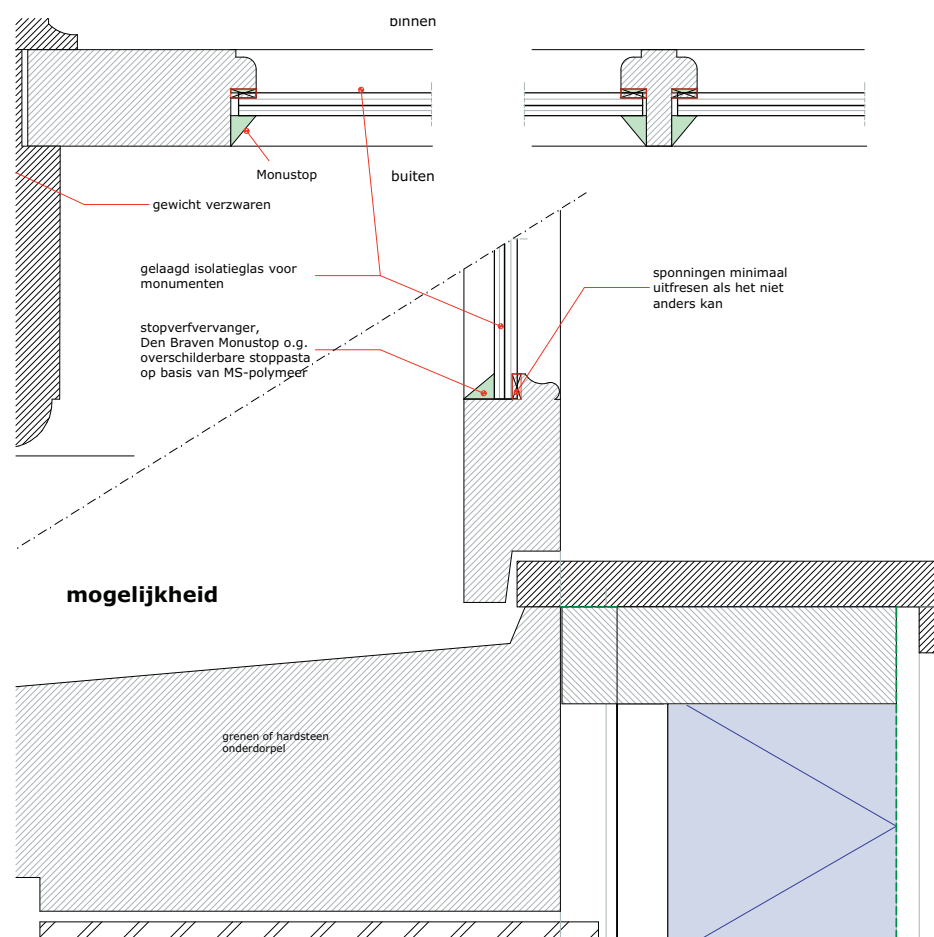 binnen
Monustop
buiten
gewicht verzwaren
gelaagd isolatieglas voor
monumenten
sponningen minimaal
uitfresen als het niet
anders kan
stopverfvervanger,
Den Braven Monustop o.g.
overschilderbare stoppasta
op basis van MS-polymeer
mogelijkheid
grenen of hardsteen
onderdorpel